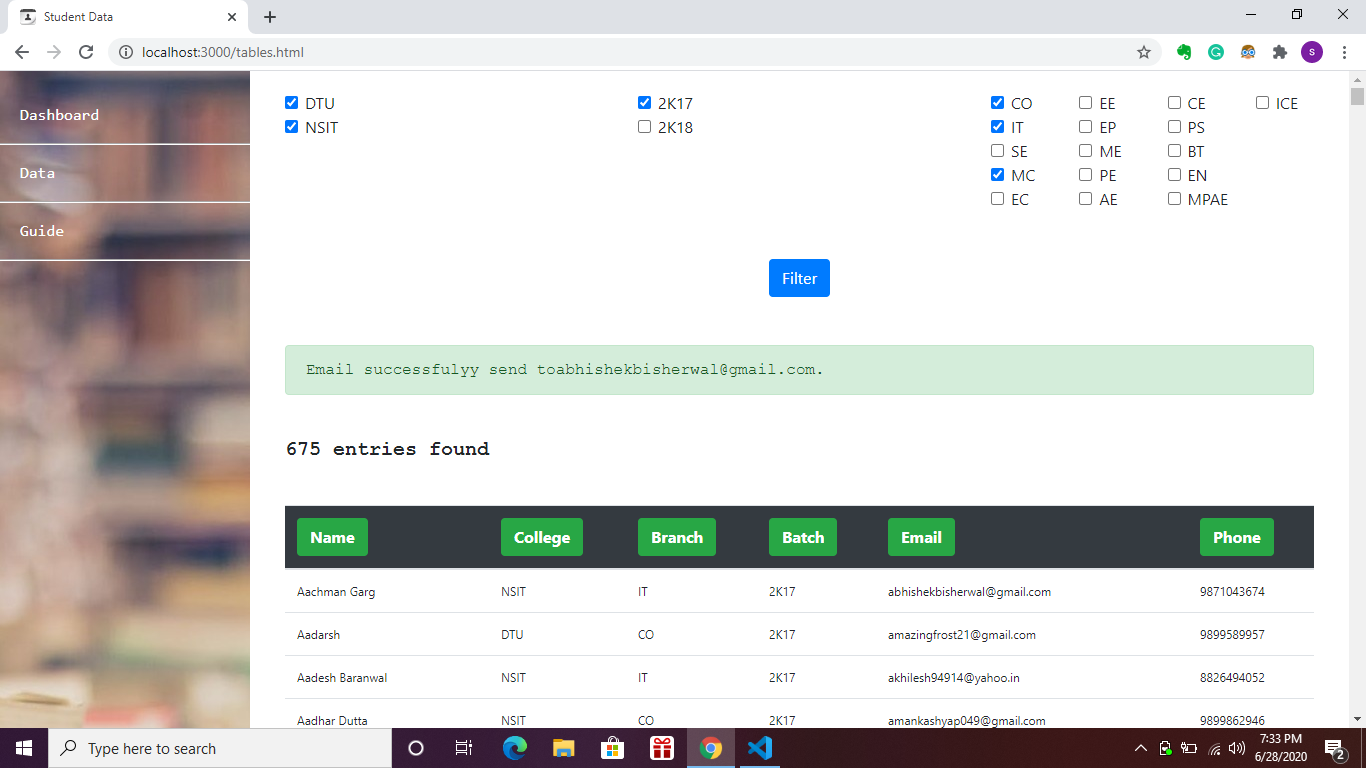 Student Data
localhost:3000/tables.html
s
Dashboard
Data
Guide
DTU 2K17 CO EE CE ICE
NSIT 2K18 IT EP PS
SE ME BT
MC PE EN
EC AE MPAE
Filter
Email successfulyy send toabhishekbisherwal@gmail.com.
675 entries found
Name College Branch Batch Email Phone
Aachman Garg NSIT IT 2K17 abhishekbisherwal@gmail.com 9871043674
Aadarsh DTU CO 2K17 amazingfrost21@gmail.com 9899589957
Aadesh Baranwal NSIT IT 2K17 akhilesh94914@yahoo.in 8826494052
Aadhar Dutta NSIT CO 2K17 amankashyap049@gmail.com 9899862946
Type here to search
7:33 PM
6/28/2020
2